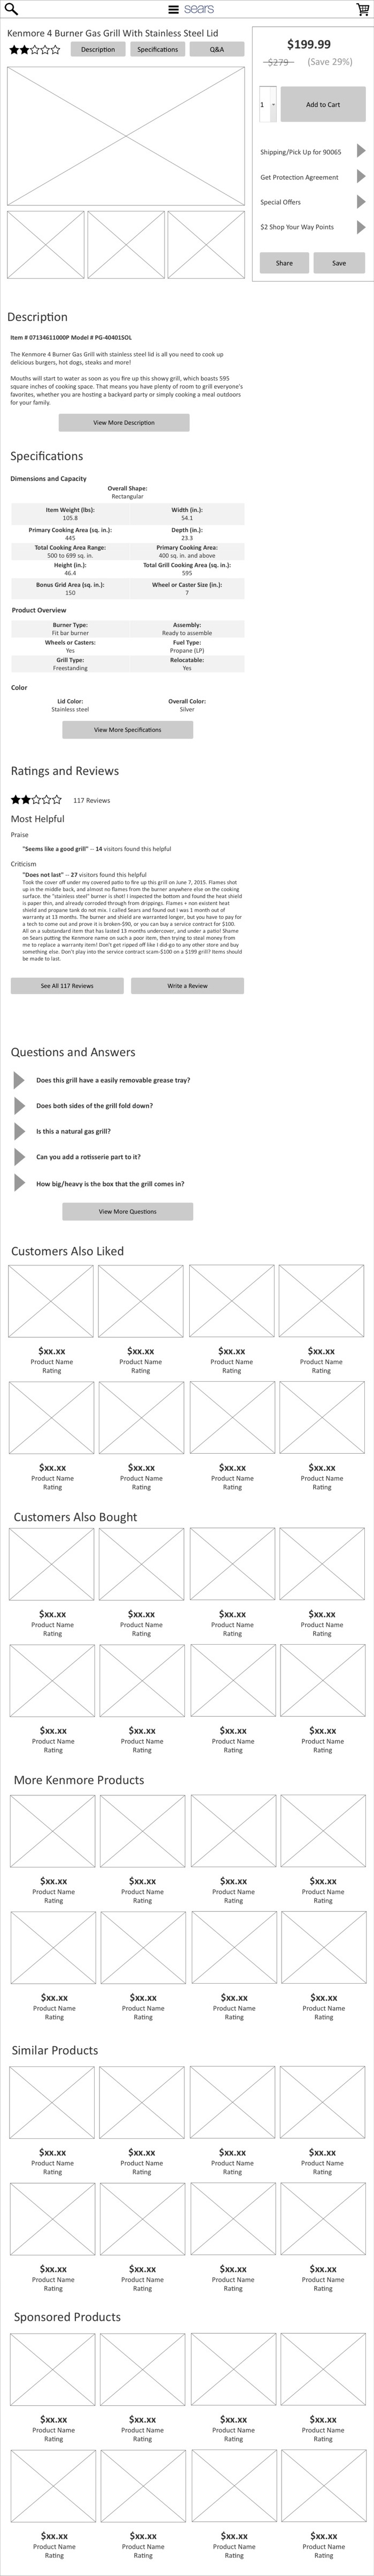 sears
Kenmore 4 Burner Gas Grill With Stainless Steel Lid
Description
Specifications
Q&A
$199.99
$279 (Save 29%)
1
Add to Cart
Shipping/Pick Up for 90065
Get Protection Agreement
Special Offers
$2 Shop Your Way Points
Share
Save
Description
Item # 07134611000P Model # PG-40401SOL
The Kenmore 4 Burner Gas Grill with stainless steel lid is all you need to cook up
delicious burgers, hot dogs, steaks and more!
Mouths will start to water as soon as you fire up this showy grill, which boasts 595
square inches of cooking space. That means you have plenty of room to grill everyone's
favorites, whether you are hosting a backyard party or simply cooking a meal outdoors
for your family.
View More Description
Specifications
Dimensions and Capacity
Overall Shape:
Rectangular
Item Weight (lbs): Width (in.):
105.8 54.1
Primary Cooking Area (sq. in.): Depth (in.):
445 23.3
Total Cooking Area Range: Primary Cooking Area:
500 to 699 sq. in. 400 sq. in. and above
Height (in.): Total Grill Cooking Area (sq. in.):
46.4 595
Bonus Grid Area (sq. in.): Wheel or Caster Size (in.):
150 7
Product Overview
Burner Type: Assembly:
Fit bar burner Ready to assemble
Wheels or Casters: Fuel Type:
Yes Propane (LP)
Grill Type: Relocatable:
Freestanding Yes
Color
Lid Color: Overall Color:
Stainless steel Silver
View More Specifications
Ratings and Reviews
117 Reviews
Most Helpful
Praise
"Seems like a good grill" -- 14 visitors found this helpful
Criticism
"Does not last" -- 27 visitors found this helpful
Took the cover off under my covered patio to fire up this grill on June 7, 2015. Flames shot
up in the middle back, and almost no flames from the burner anywhere else on the cooking
surface. the "stainless steel" burner is shot! I inspected the bottom and found the heat shield
is paper thin, and already corroded through from drippings. Flames + non existent heat
shield and propane tank do not mix. I called Sears and found out I was 1 month out of
warranty at 13 months. The burner and shield are warranted longer, but you have to pay for
a tech to come out and prove it is broken-$90, or you can buy a service contract for $100.
All on a substandard item that has lasted 13 months undercover, and under a patio! Shame
on Sears putting the Kenmore name on such a poor item, then trying to steal money from
me to replace a warranty item! Don't get ripped off like I did-go to any other store and buy
something else. Don't play into the service contract scam-$100 on a $199 grill? Items should
be made to last.
See All 117 Reviews
Write a Review
Questions and Answers
Does this grill have a easily removable grease tray?
Does both sides of the grill fold down?
Is this a natural gas grill?
Can you add a rotisserie part to it?
How big/heavy is the box that the grill comes in?
View More Questions
Customers Also Liked
$xx.xx $xx.xx $xx.xx $xx.xx
Product Name Product Name Product Name Product Name
Rating Rating Rating Rating
$xx.xx $xx.xx $xx.xx $xx.xx
Product Name Product Name Product Name Product Name
Rating Rating Rating Rating
Customers Also Bought
$xx.xx $xx.xx $xx.xx $xx.xx
Product Name Product Name Product Name Product Name
Rating Rating Rating Rating
$xx.xx $xx.xx $xx.xx $xx.xx
Product Name Product Name Product Name Product Name
Rating Rating Rating Rating
More Kenmore Products
$xx.xx $xx.xx $xx.xx $xx.xx
Product Name Product Name Product Name Product Name
Rating Rating Rating Rating
$xx.xx $xx.xx $xx.xx $xx.xx
Product Name Product Name Product Name Product Name
Rating Rating Rating Rating
Similar Products
$xx.xx $xx.xx $xx.xx $xx.xx
Product Name Product Name Product Name Product Name
Rating Rating Rating Rating
$xx.xx $xx.xx $xx.xx $xx.xx
Product Name Product Name Product Name Product Name
Rating Rating Rating Rating
Sponsored Products
$xx.xx $xx.xx $xx.xx $xx.xx
Product Name Product Name Product Name Product Name
Rating Rating Rating Rating
$xx.xx $xx.xx $xx.xx $xx.xx
Product Name Product Name Product Name Product Name
Rating Rating Rating Rating